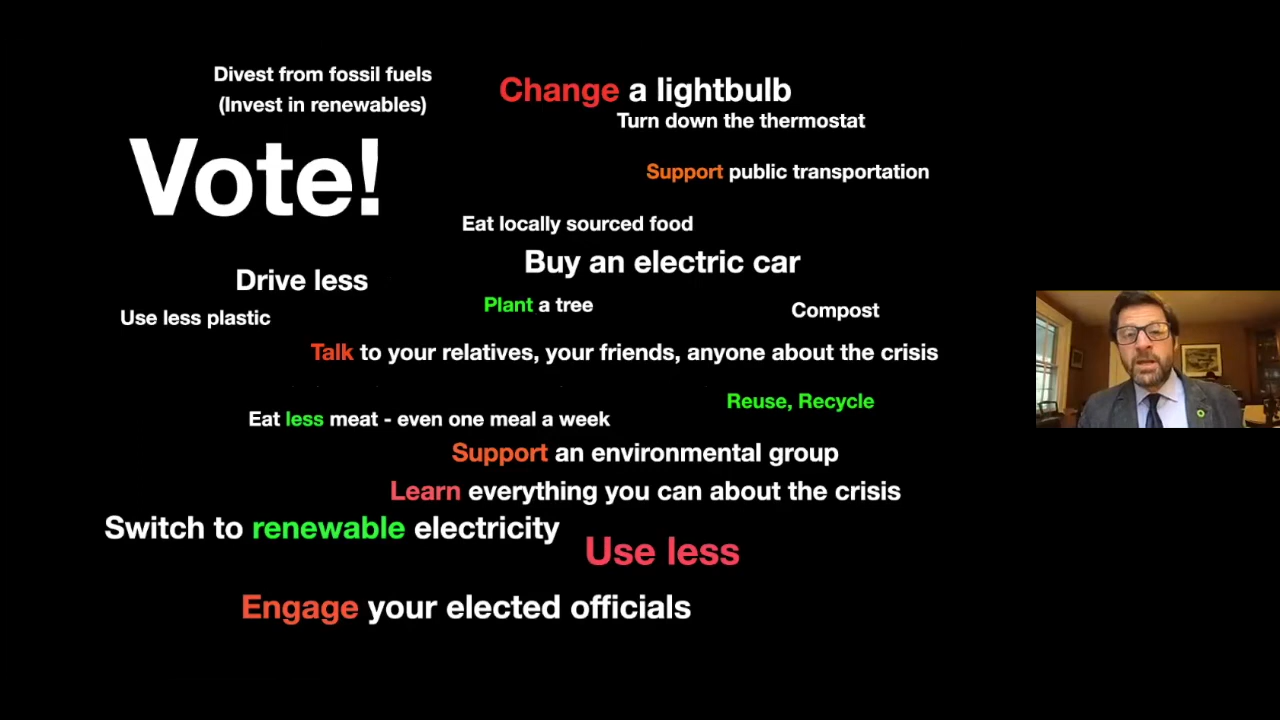 Divest from fossil fuels
(Invest in renewables)
Change a lightbulb
Turn down the thermostat
Vote!
Support public transportation
Eat locally sourced food
Buy an electric car
Drive less
Plant a tree
Compost
Use less plastic
Talk to your relatives, your friends, anyone about the crisis
Reuse, Recycle
Eat less meat - even one meal a week
Support an environmental group
Learn everything you can about the crisis
Switch to renewable electricity
Use less
Engage your elected officials